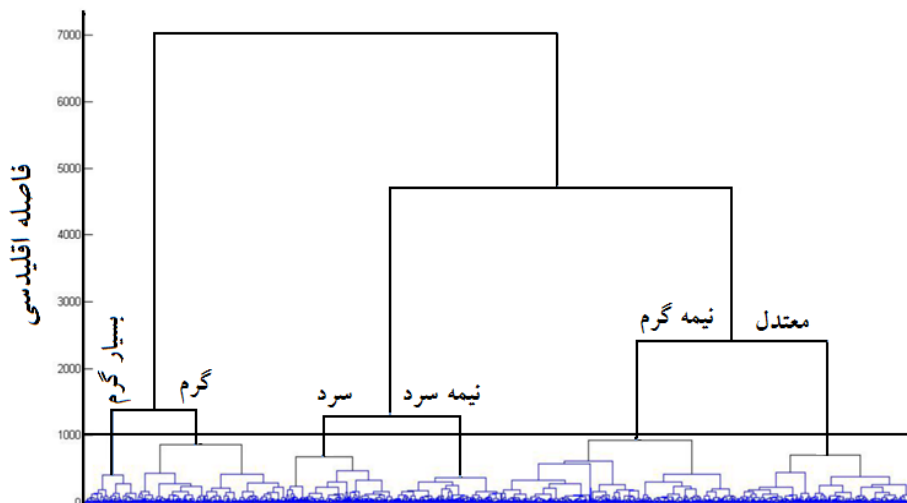 7000
6000
5000
4000
3000
2000
1000
0
فاصله اقلیدسی
بسیار گرم
گرم
سرد
نیمه سرد
نیمه گرم
معتدل